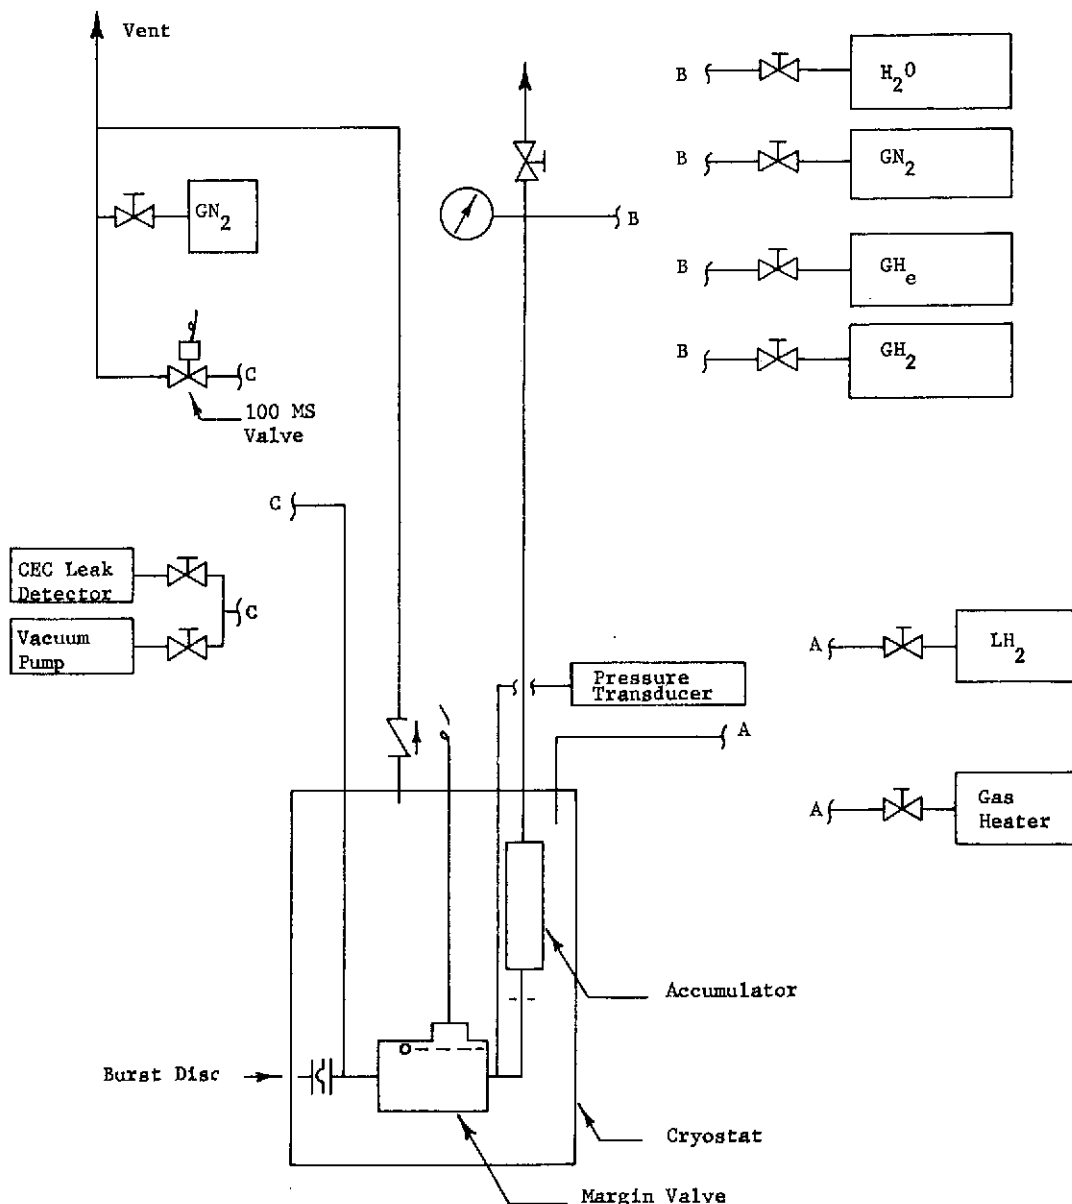 Vent
B
H2O
B
GN2
GN2
B
B
GHe
B
GH2
C
100 MS
Valve
C
CEC Leak
Detector
C
Vacuum
Pump
A
LH2
Pressure
Transducer
A
A
Gas
Heater
Accumulator
Burst Disc
Cryostat
Margin Valve